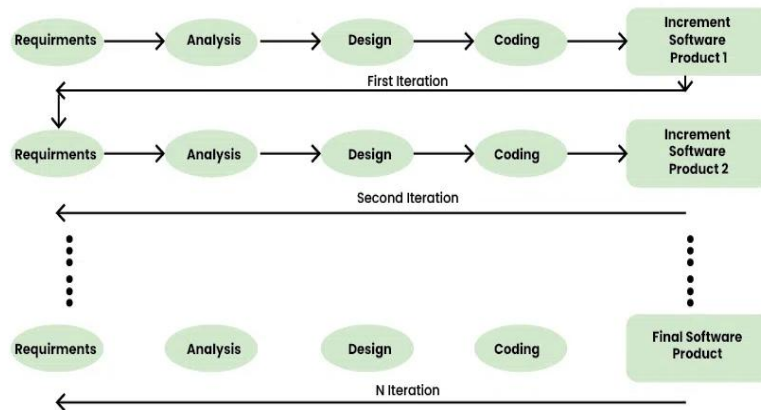 Requirments
Analysis
Design
Coding
Increment
Software
Product 1
First Iteration
Requirments
Analysis
Design
Coding
Increment
Software
Product 2
Second Iteration
Requirments
Analysis
Design
Coding
Final Software
Product
N Iteration